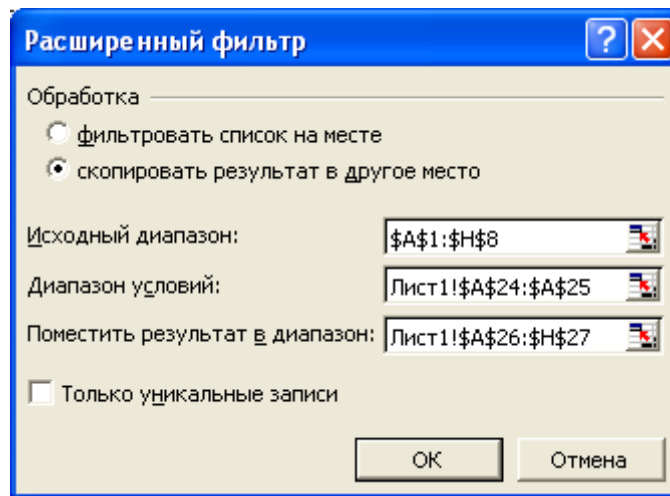 Расширенный фильтр
Обработка
фильтровать список на месте
скопировать результат в другое место
Исходный диапазон: $A$1:$H$8
Диапазон условий: Лист1!$A$24:$A$25
Поместить результат в диапазон: Лист1!$A$26:$H$27
Только уникальные записи
ОК Отмена